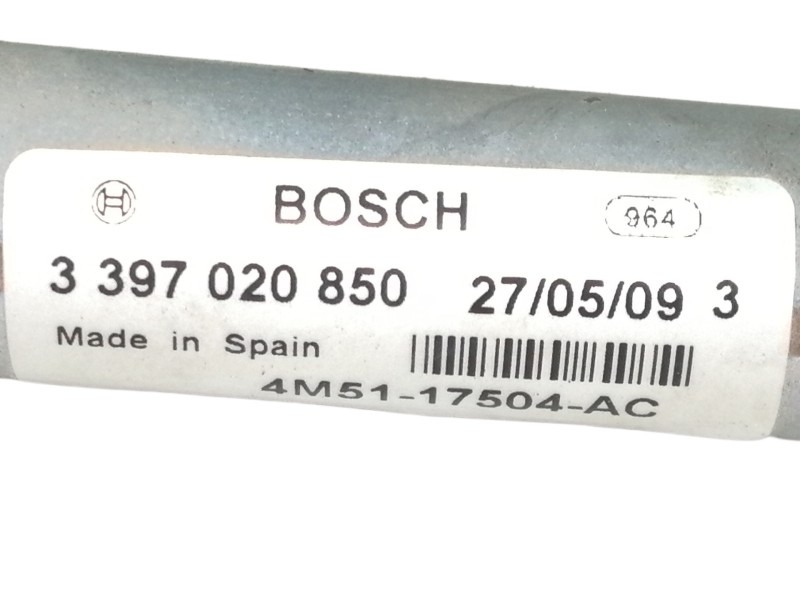 BOSCH 964
3 397 020 850 27/05/09 3
Made in Spain
4M51-17504-AC